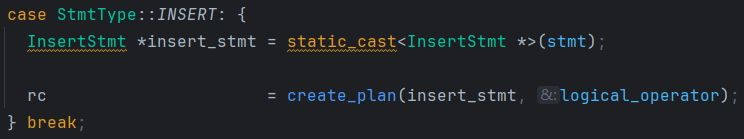 case StmtType::INSERT: {
InsertStmt *insert_stmt = static_cast<InsertStmt *>(stmt);
rc = create_plan(insert_stmt, &: logical_operator);
} break;